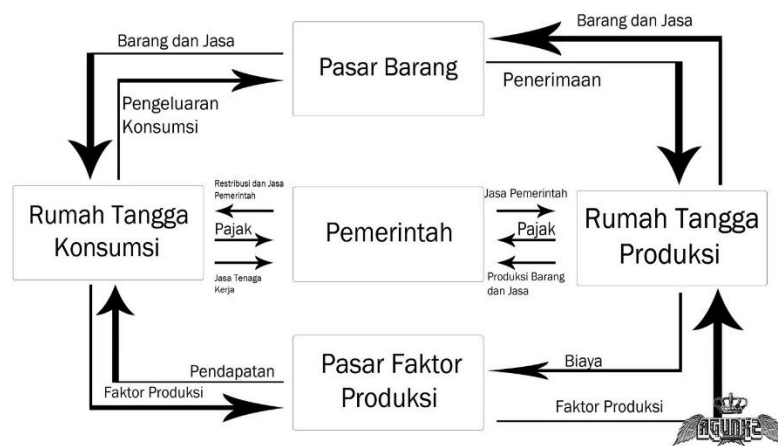 Barang dan Jasa
Barang dan Jasa
Pasar Barang
Pengeluaran
Konsumsi
Penerimaan
Restribusi dan Jasa
Pemerintah
Jasa Pemerintah
Rumah Tangga
Konsumsi
Pajak
Pemerintah
Pajak
Rumah Tangga
Produksi
Jasa Tenaga
Kerja
Produksi Barang
dan Jasa
Pasar Faktor
Produksi
Pendapatan
Biaya
Faktor Produksi
Faktor Produksi
AGUNKZ